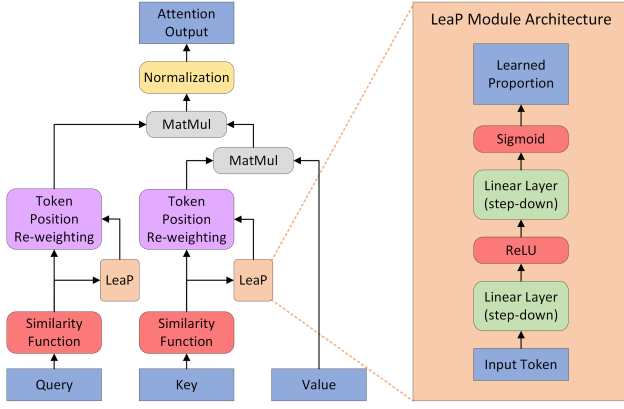 Attention
Output
Normalization
MatMul
MatMul
Token
Position
Re-weighting
Token
Position
Re-weighting
LeaP
LeaP
Similarity
Function
Similarity
Function
Query
Key
Value
LeaP Module Architecture
Learned
Proportion
Sigmoid
Linear Layer
(step-down)
ReLU
Linear Layer
(step-down)
Input Token